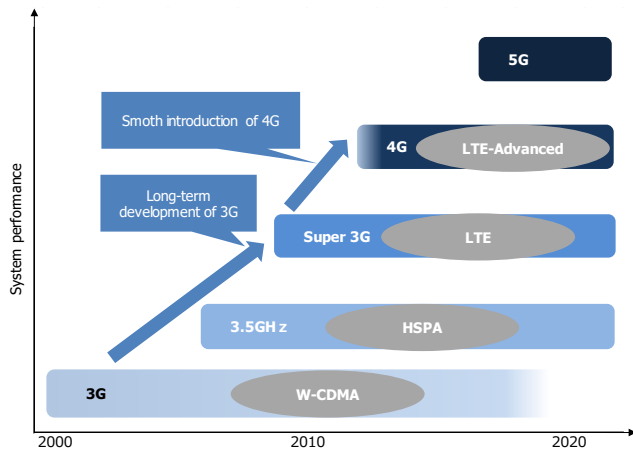 5G
Smoth introduction of 4G
4G
LTE-Advanced
Long-term
development of 3G
Super 3G
LTE
System performance
3.5GH z
HSPA
3G
W-CDMA
2000
2010
2020